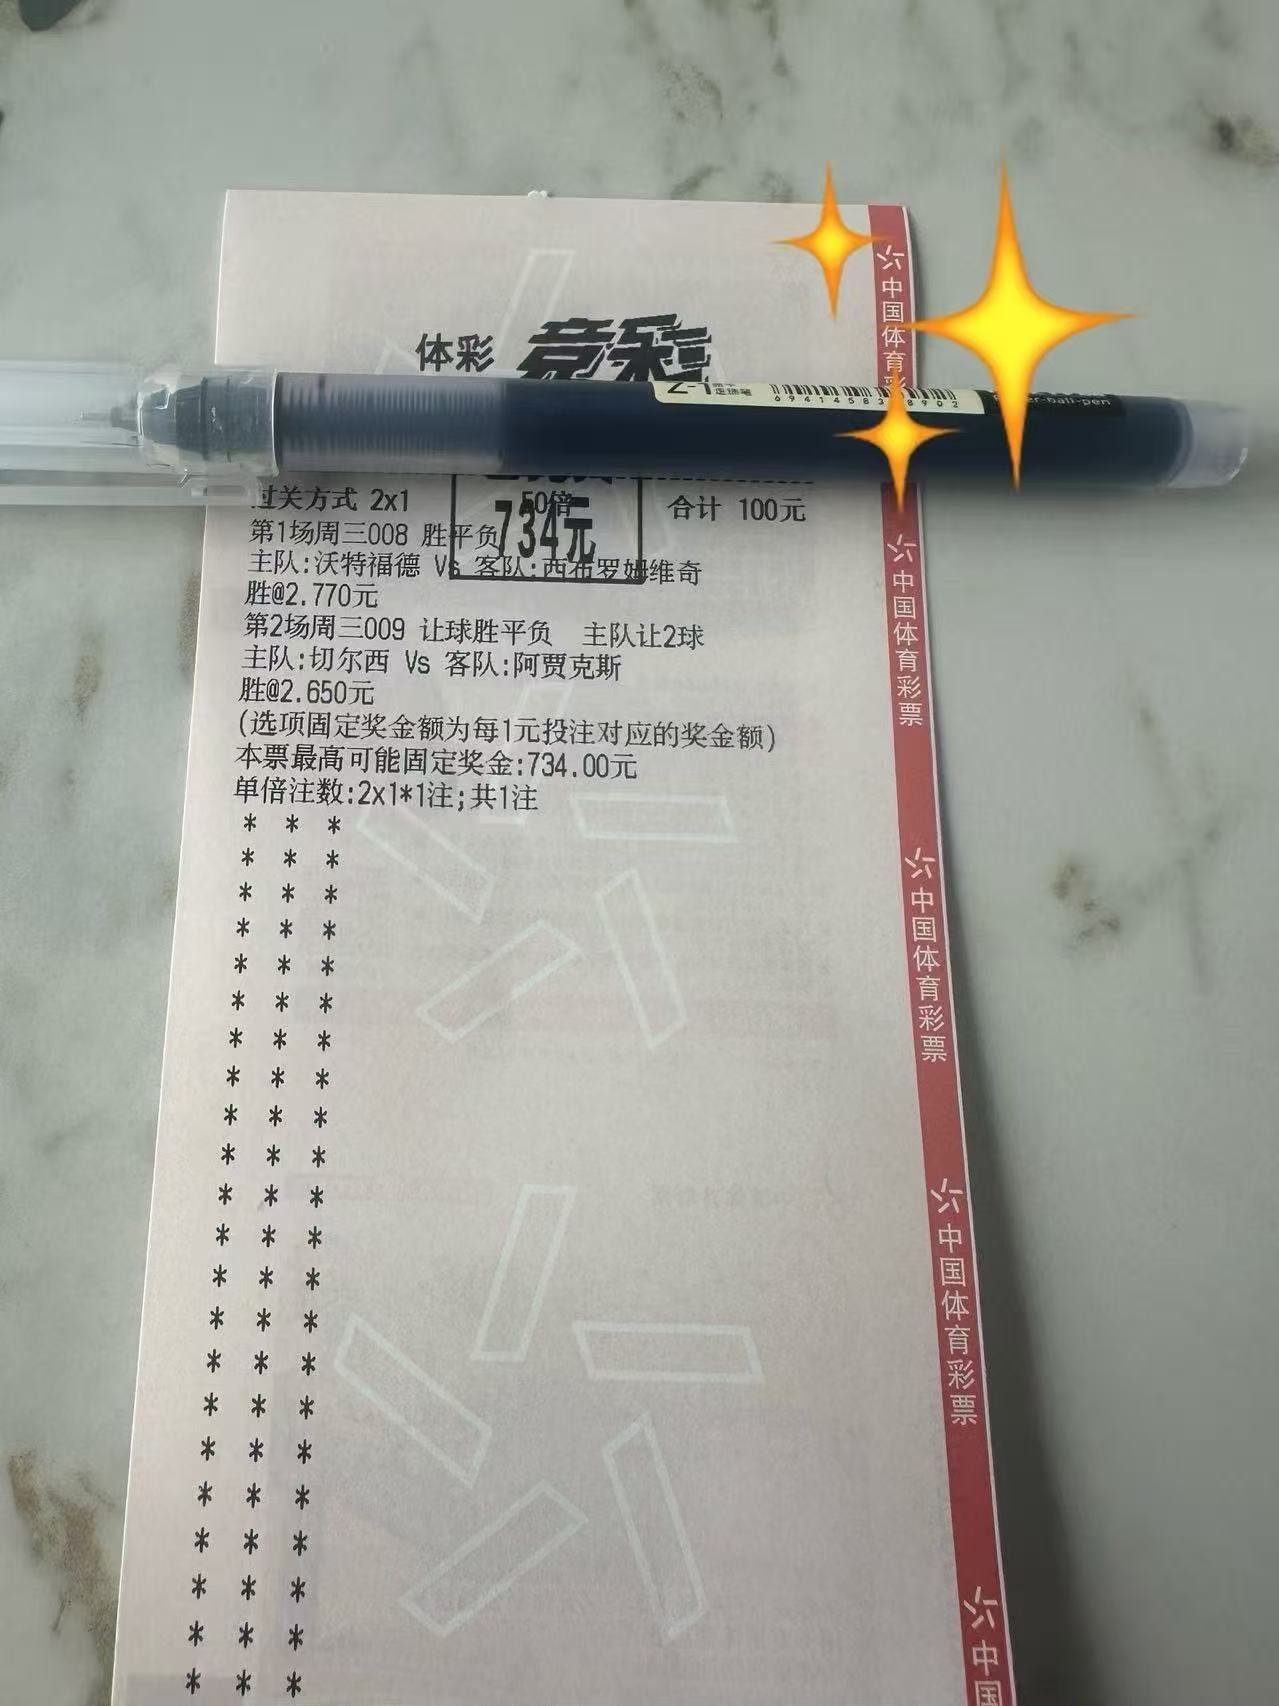 体彩 竞彩
过关方式 2x1 50倍 合计 100元
734元
第1场周三008 胜平负
主队:沃特福德 Vs 客队:西布罗姆维奇
胜@2.770元
第2场周三009 让球胜平负 主队让2球
主队:切尔西 Vs 客队:阿贾克斯
胜@2.650元
(选项固定奖金额为每1元投注对应的奖金额)
本票最高可能固定奖金:734.00元
单倍注数:2x1*1注;共1注
中国体育彩
中国体育彩票
中国体育彩票
中国体育彩票
中国